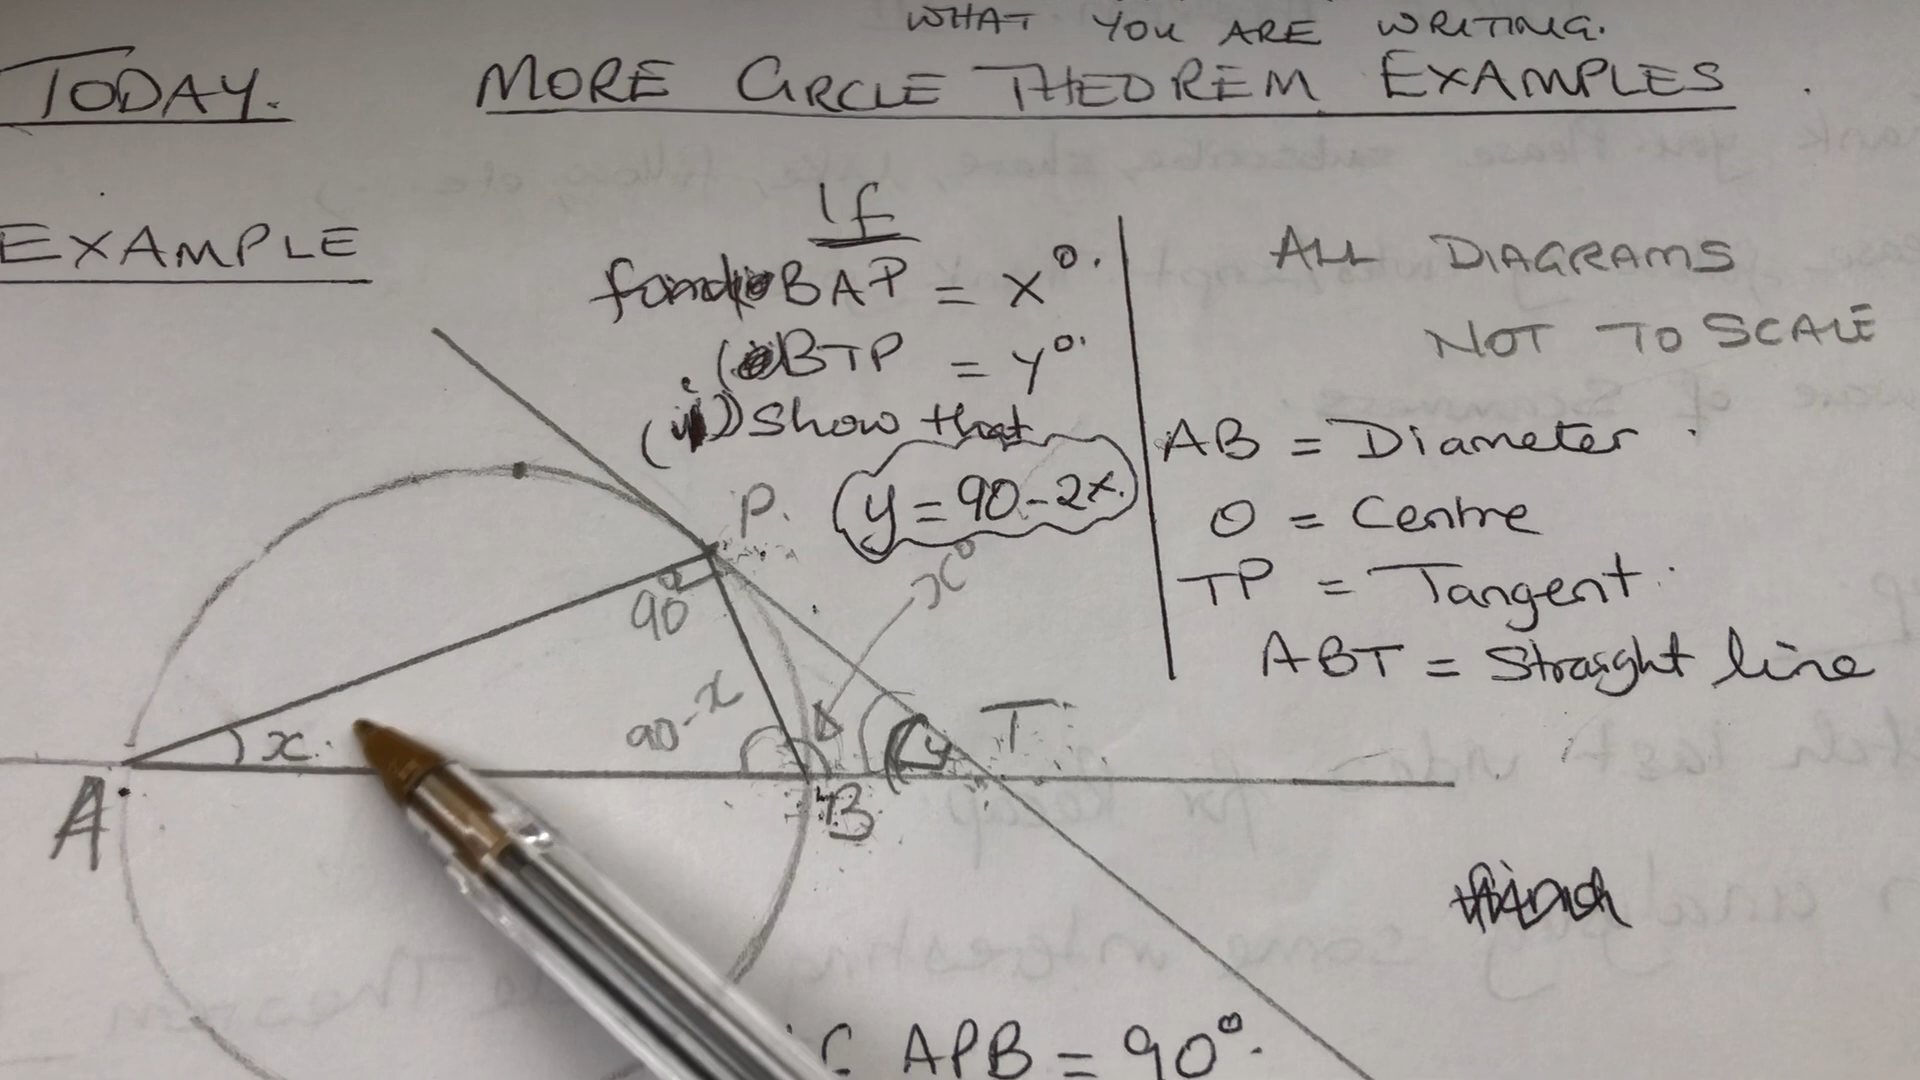 WHAT YOU ARE WRITING.
TODAY. MORE CIRCLE THEOREM EXAMPLES.
EXAMPLE
If
BAP = x°.
BTP = y°.
(i) Show that
y = 90 - 2x.
ALL DIAGRAMS
NOT TO SCALE
AB = Diameter
O = Centre
TP = Tangent
ABT = Straight line
P.
90
x°
90-x
x.
y
T
A
B
APB = 90°.